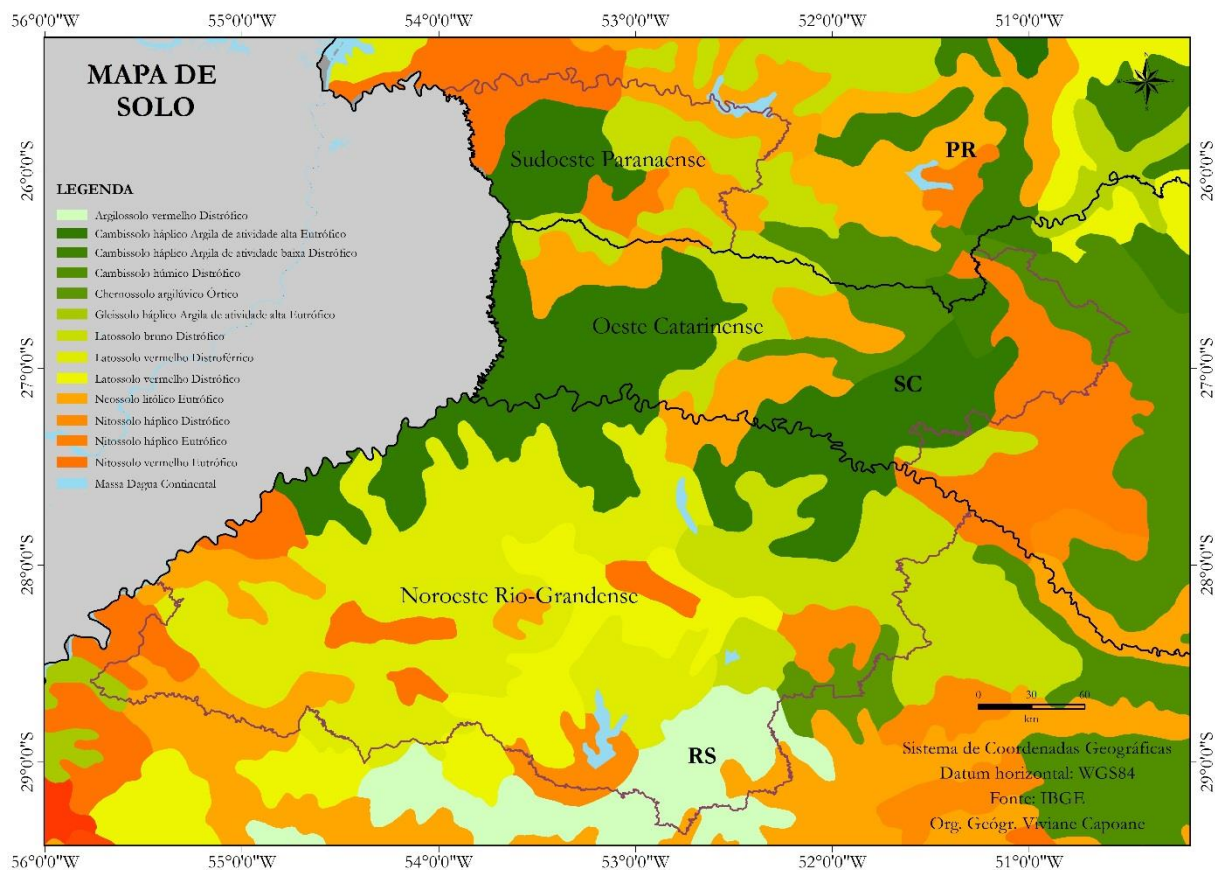 56°0'0"W 55°0'0"W 54°0'0"W 53°0'0"W 52°0'0"W 51°0'0"W
MAPA DE
SOLO
LEGENDA
Argilossolo vermelho Distrófico
Cambissolo háplico Argila de atividade alta Eutrófico
Cambissolo háplico Argila de atividade baixa Distrófico
Cambissolo húmico Distrófico
Chernossolo argilúvico Órtico
Gleissolo háplico Argila de atividade alta Eutrófico
Latossolo bruno Distrófico
Latossolo vermelho Distroférrico
Latossolo vermelho Distrófico
Neossolo litólico Eutrófico
Nitossolo háplico Distrófico
Nitossolo háplico Eutrófico
Nitossolo vermelho Eutrófico
Massa Dagua Continental
Sudoeste Paranaense
PR
Oeste Catarinense
SC
Noroeste Rio-Grandense
RS
26°0'0"S
27°0'0"S
28°0'0"S
29°0'0"S
26°0'0"S
27°0'0"S
28°0'0"S
29°0'0"S
0 30 60
km
Sistema de Coordenadas Geográficas
Datum horizontal: WGS84
Fonte: IBGE
Org. Geógr. Viviane Capoane
56°0'0"W 55°0'0"W 54°0'0"W 53°0'0"W 52°0'0"W 51°0'0"W